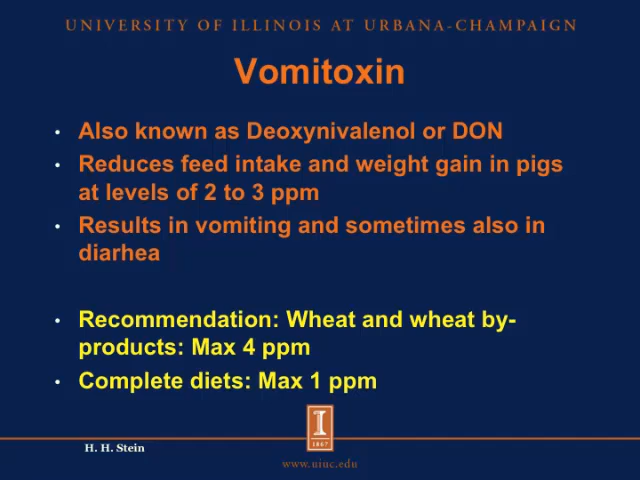 UNIVERSITY OF ILLINOIS AT URBANA-CHAMPAIGN
Vomitoxin
• Also known as Deoxynivalenol or DON
• Reduces feed intake and weight gain in pigs
at levels of 2 to 3 ppm
• Results in vomiting and sometimes also in
diarhea
• Recommendation: Wheat and wheat by-
products: Max 4 ppm
• Complete diets: Max 1 ppm
I
1867
H. H. Stein
www.uiuc.edu